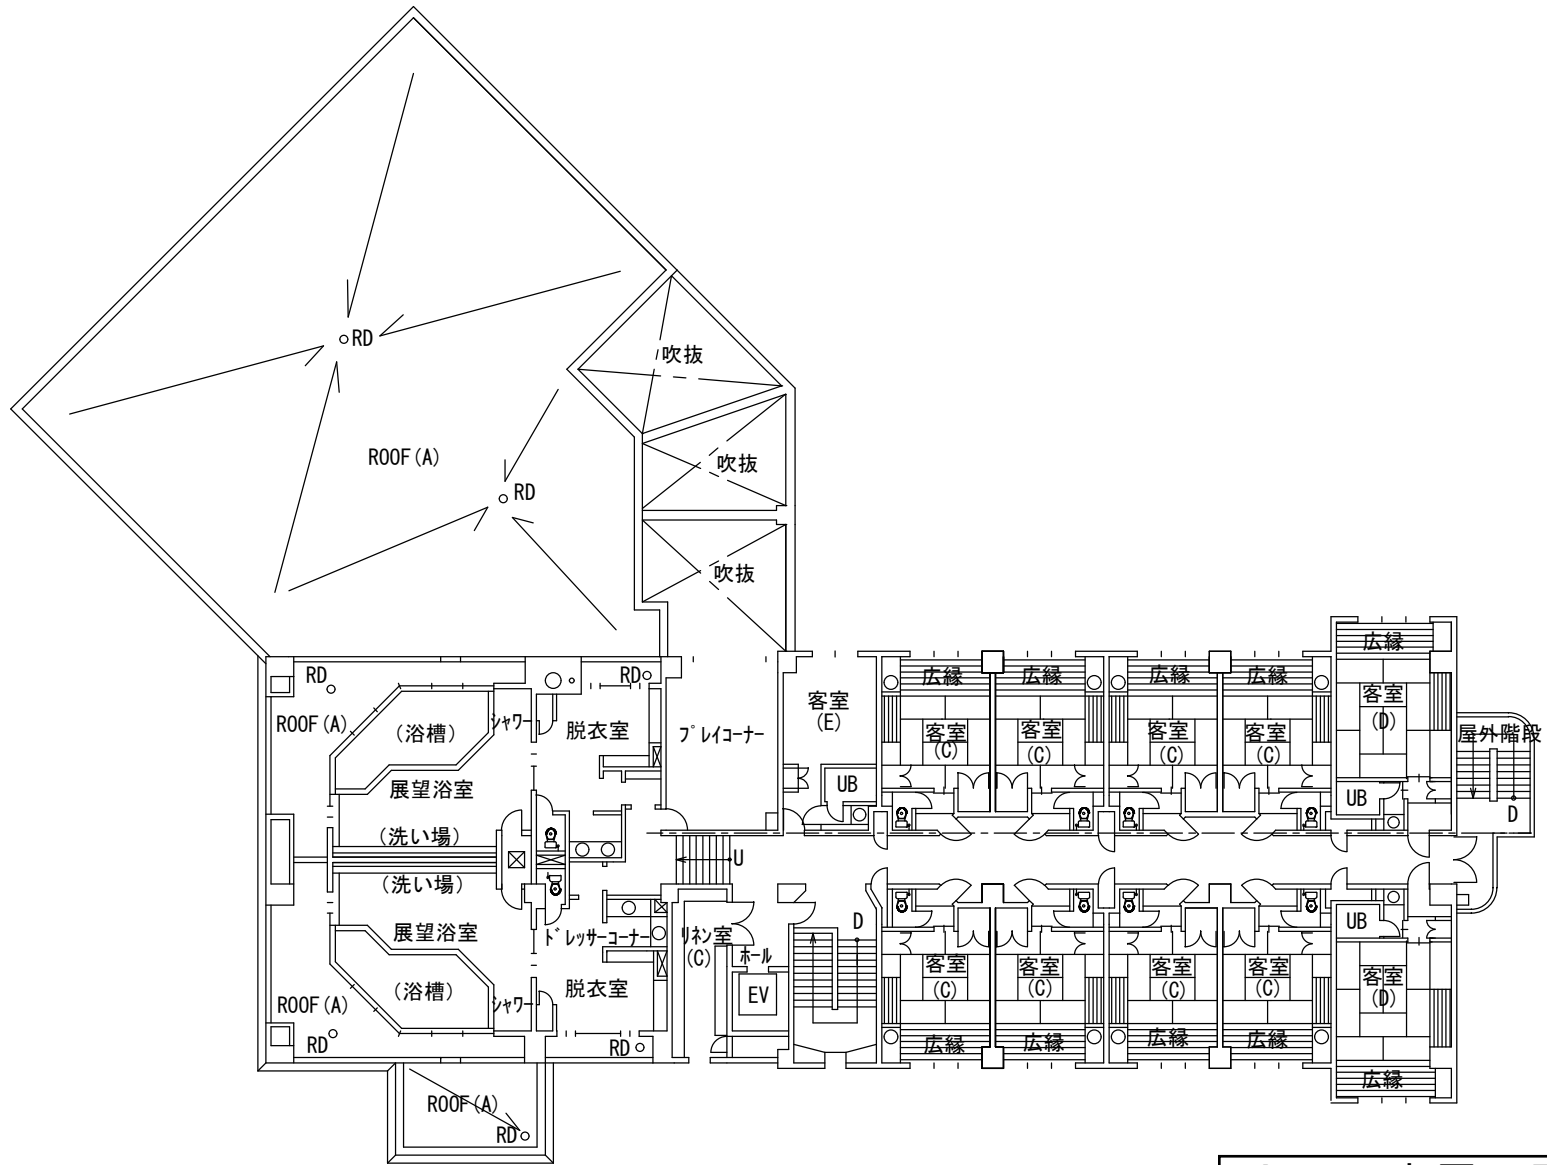 RD
吹抜
ROOF(A)
吹抜
RD
吹抜
広縁
RD
RD
広縁
広縁
広縁
広縁
客室
(D)
ROOF(A)
(浴槽)
シャワー
脱衣室
プレイコーナー
客室
(E)
客室
(C)
客室
(C)
客室
(C)
客室
(C)
屋外階段
展望浴室
UB
UB
D
(洗い場)
U
(洗い場)
展望浴室
ドレッサーコーナー
リネン室
(C)
ホール
D
UB
(浴槽)
シャワー
脱衣室
EV
客室
(C)
客室
(C)
客室
(C)
客室
(C)
客室
(D)
ROOF(A)
RD
RD
広縁
広縁
広縁
広縁
広縁
ROOF(A)
RD